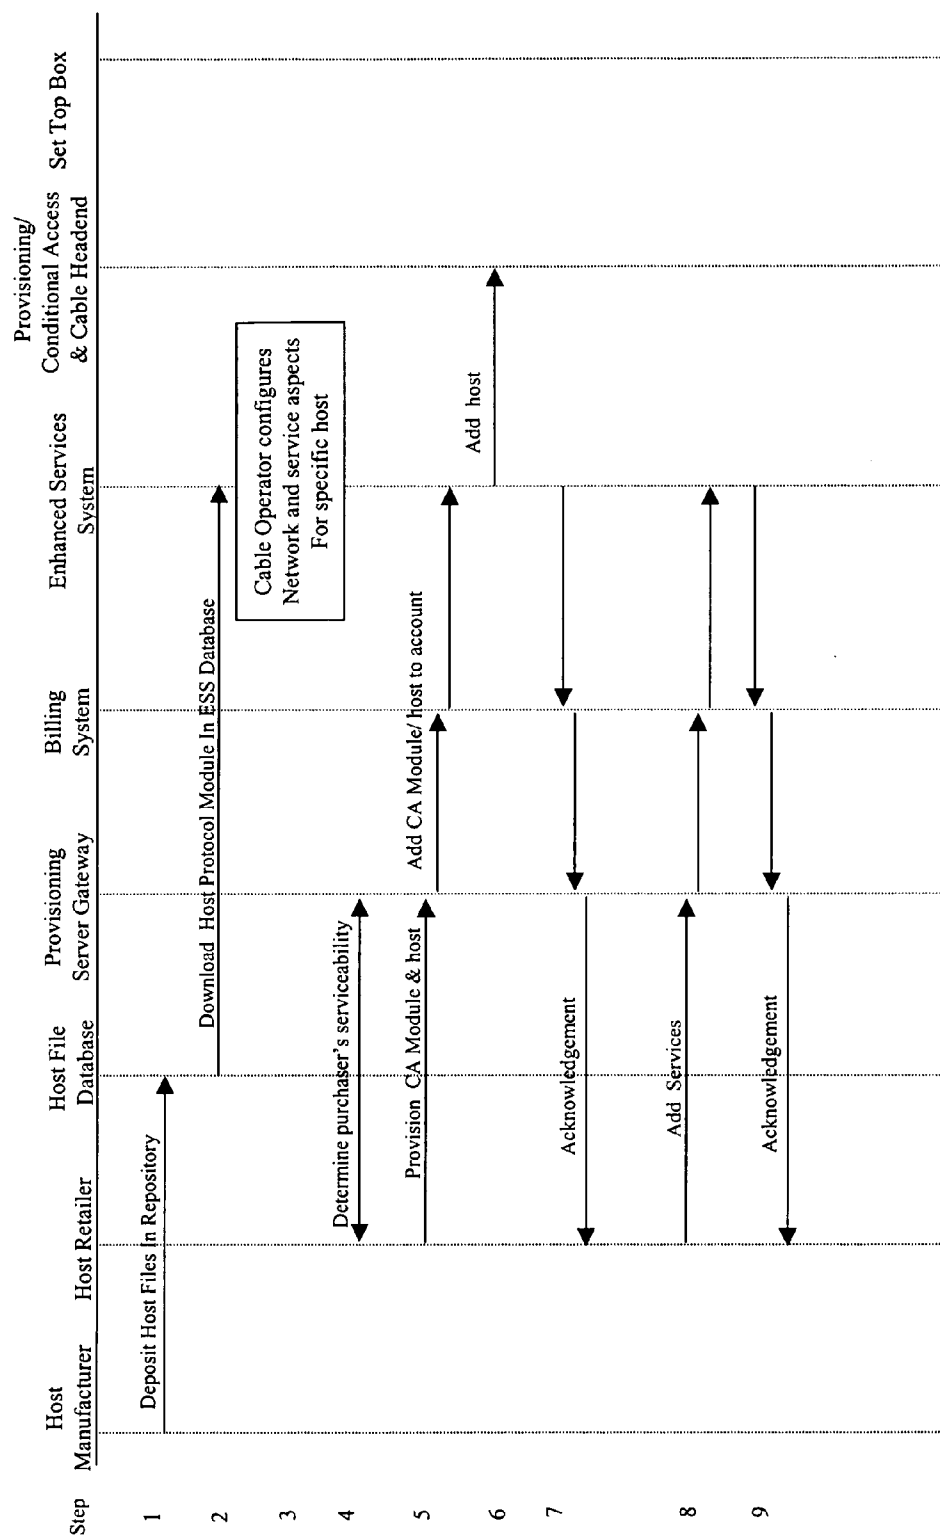 Step
Host
Manufacturer
Host Retailer
Host File
Database
Provisioning
Server Gateway
Billing
System
Enhanced Services
System
Provisioning/
Conditional Access
& Cable Headend
Set Top Box
1
Deposit Host Files In Repository
2
Download Host Protocol Module In ESS Database
3
Cable Operator configures
Network and service aspects
For specific host
4
Determine purchaser's serviceability
5
Provision CA Module & host
Add CA Module/ host to account
6
Add host
7
Acknowledgement
8
Add Services
9
Acknowledgement